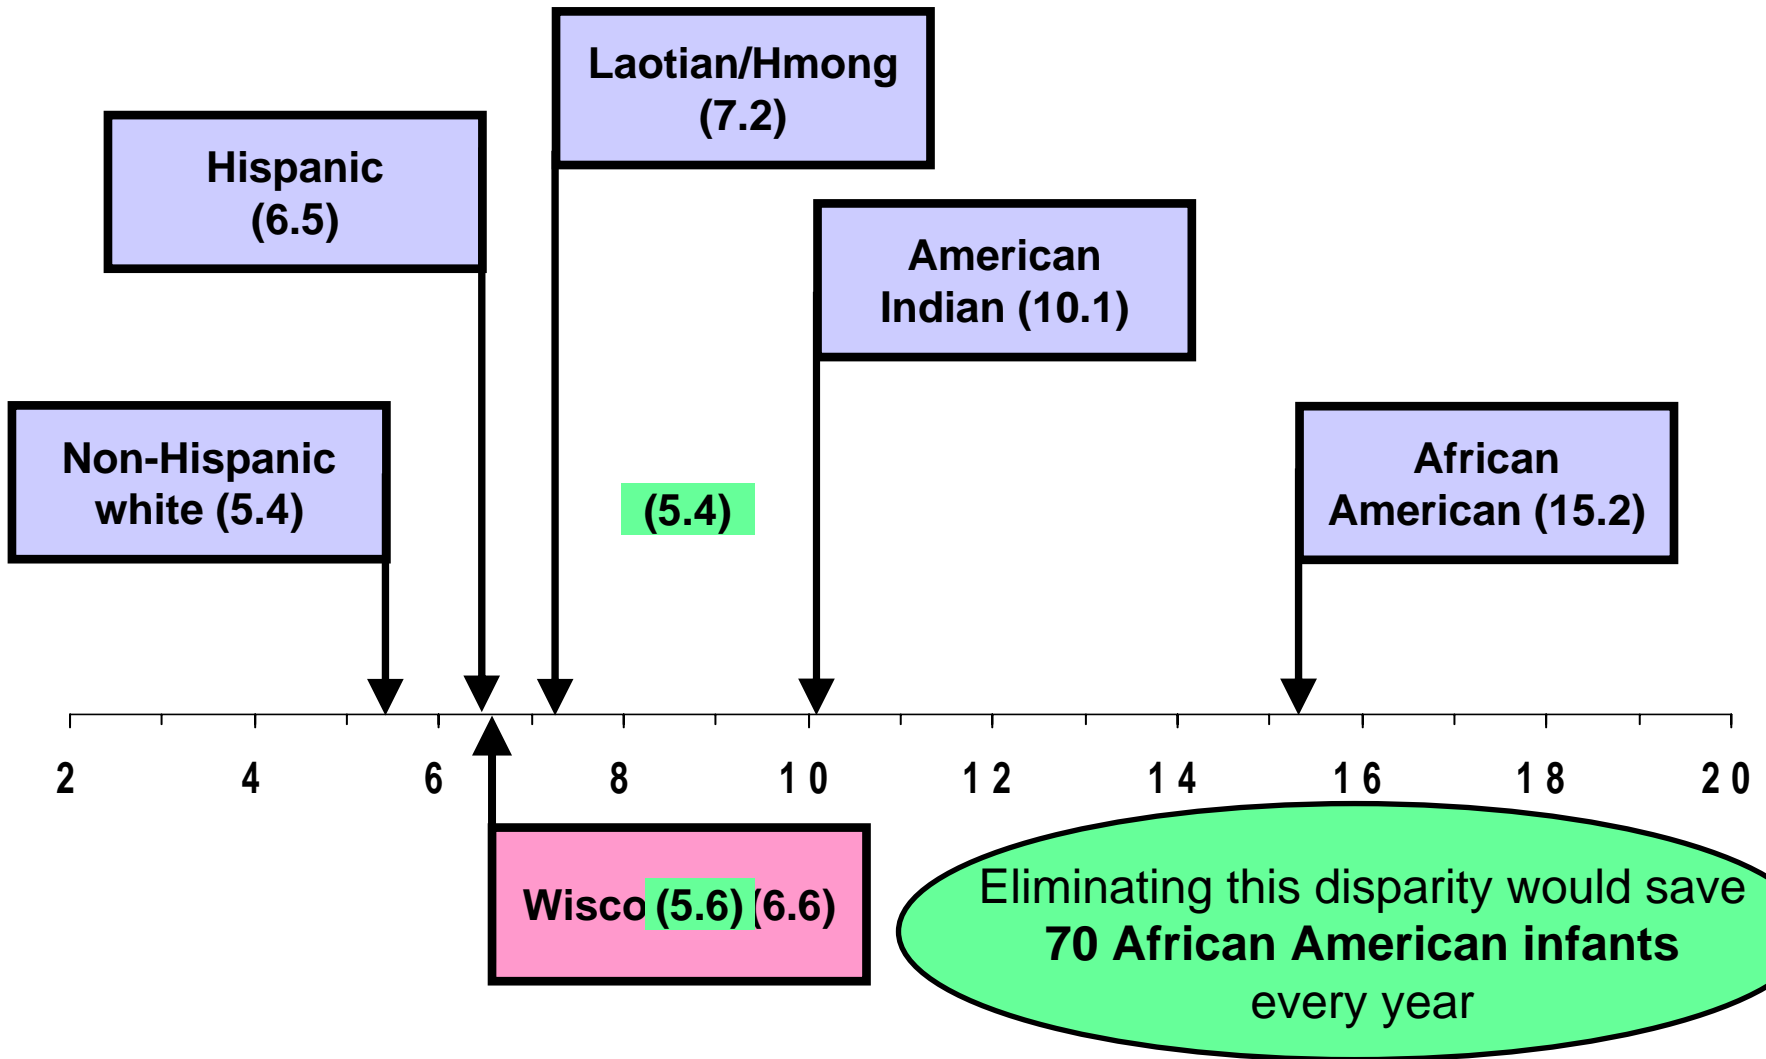 Laotian/Hmong
(7.2)
Hispanic
(6.5)
American
Indian (10.1)
Non-Hispanic
white (5.4)
(5.4)
African
American (15.2)
2 4 6 8 10 12 14 16 18 20
Wisco (5.6) (6.6)
Eliminating this disparity would save
70 African American infants
every year